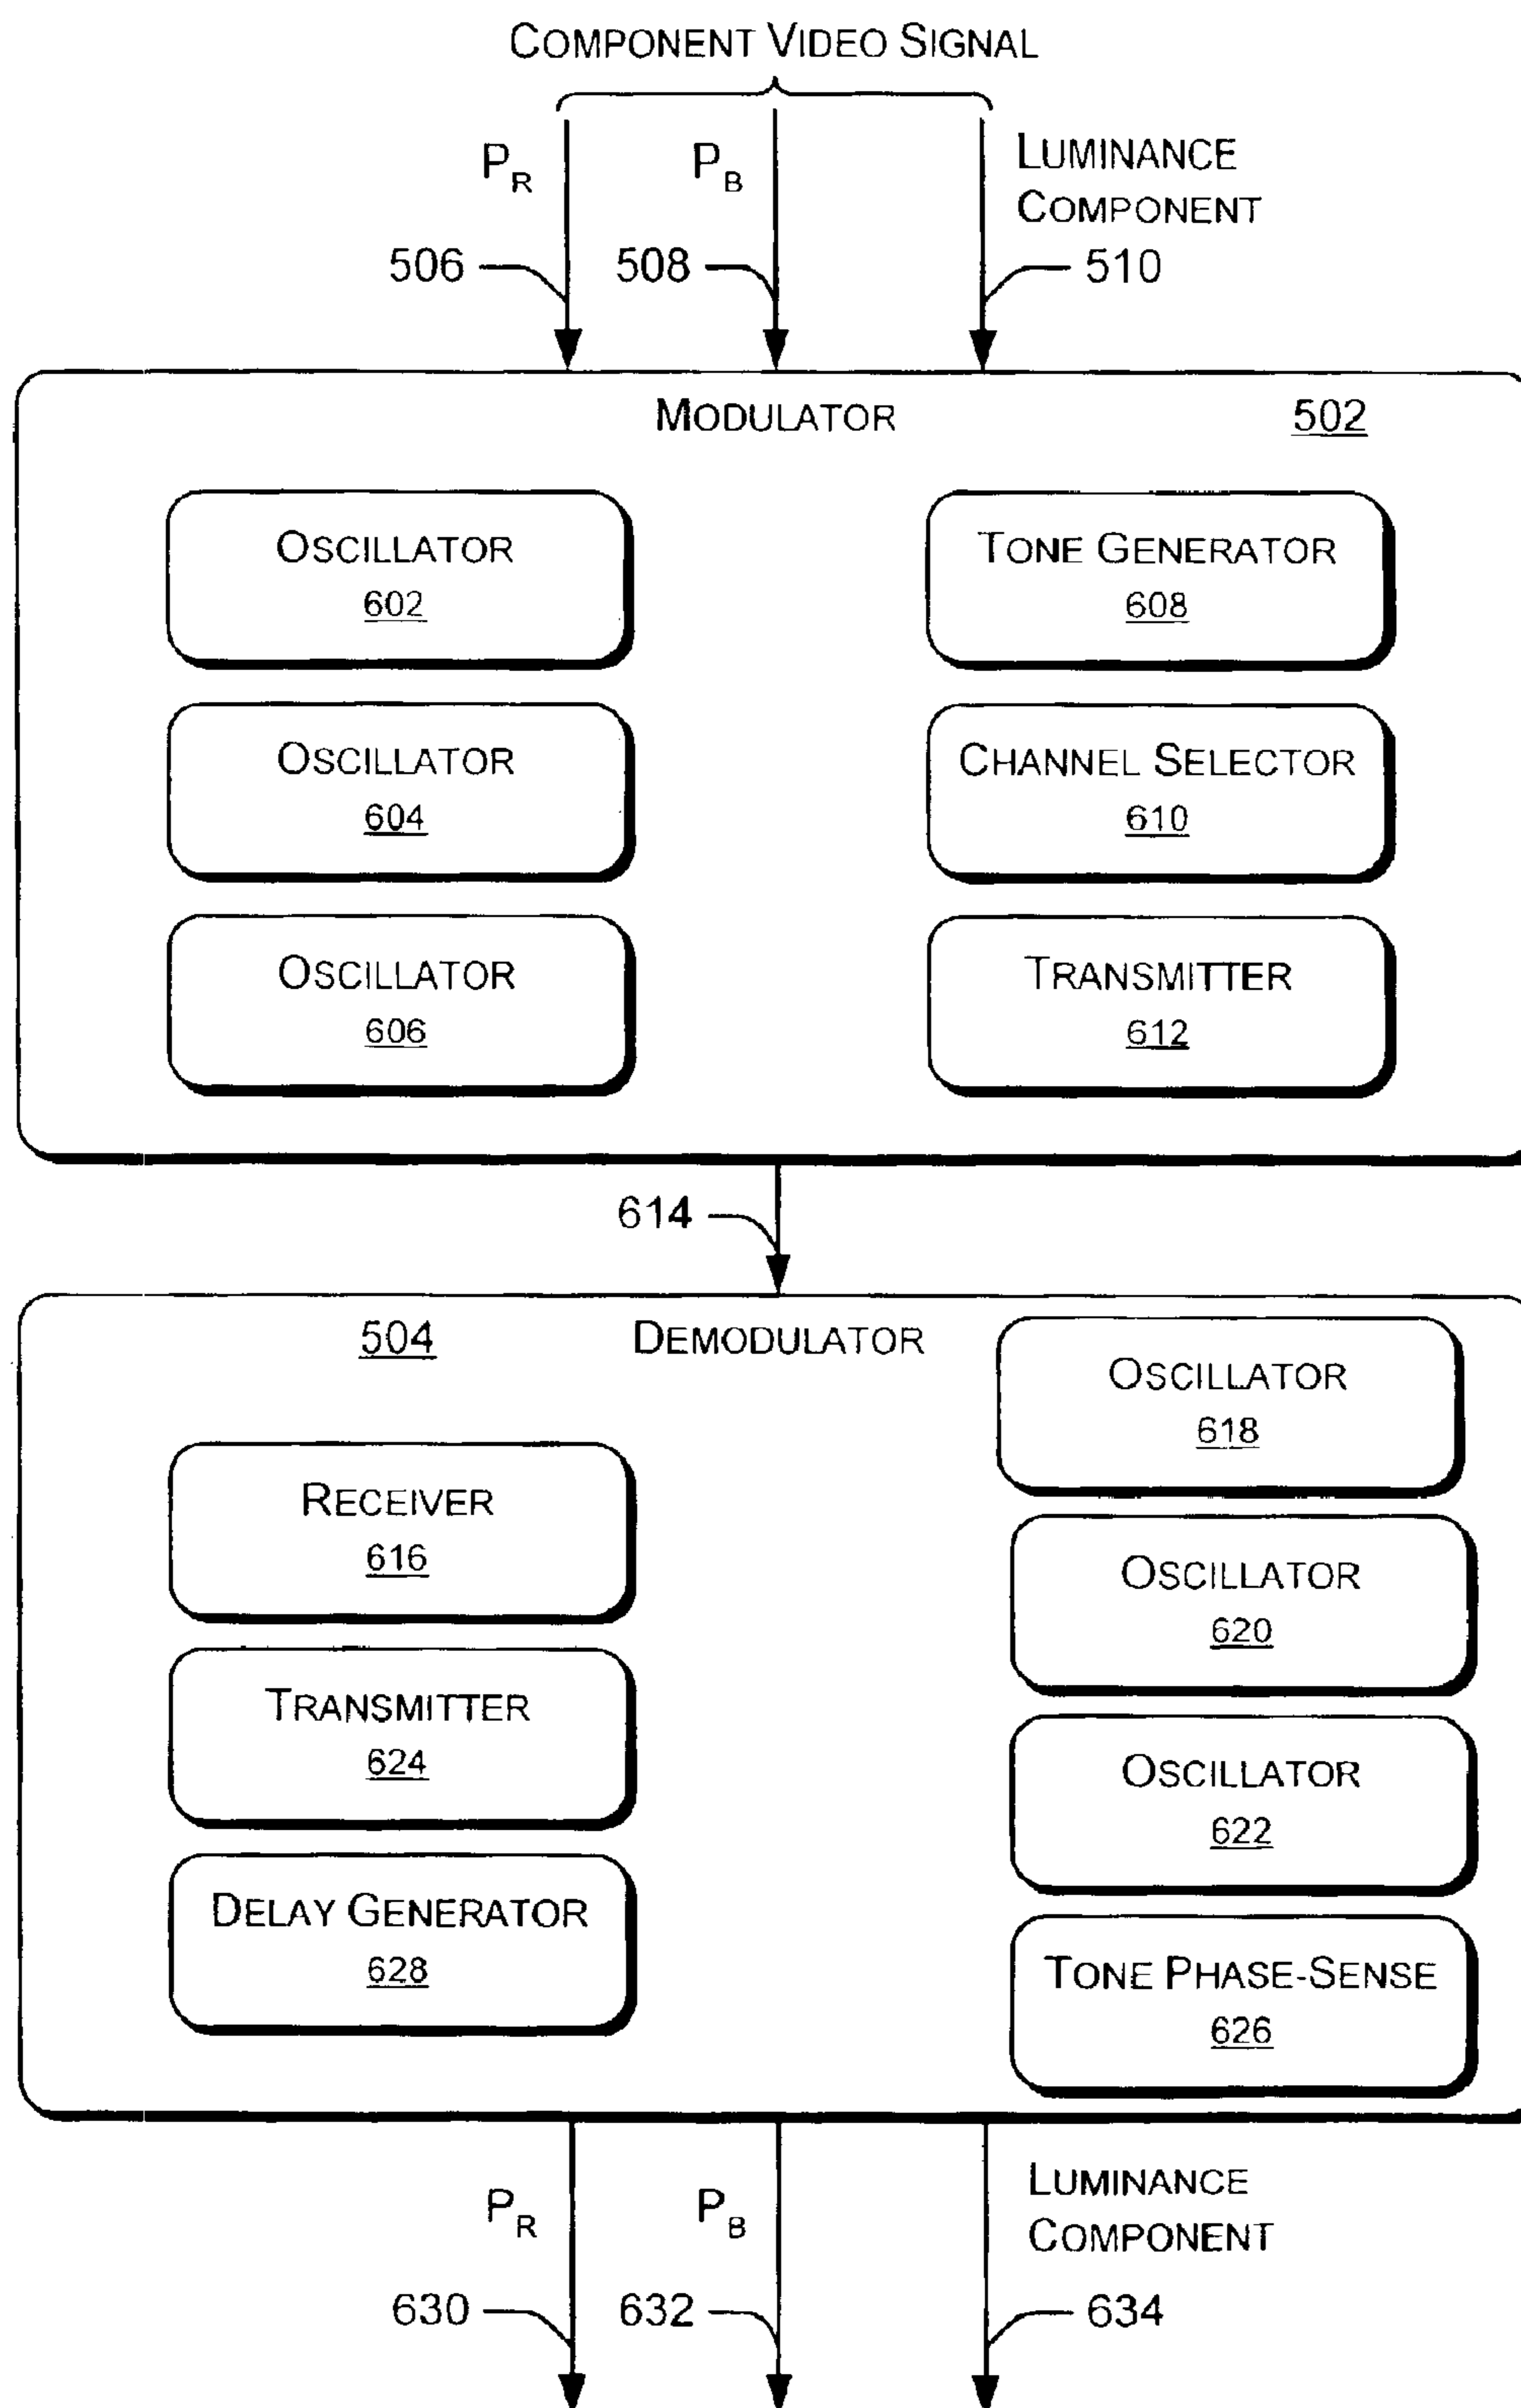 COMPONENT VIDEO SIGNAL
PR PB LUMINANCE
COMPONENT
506 508 510
MODULATOR 502
OSCILLATOR
602
TONE GENERATOR
608
OSCILLATOR
604
CHANNEL SELECTOR
610
OSCILLATOR
606
TRANSMITTER
612
614
504 DEMODULATOR
OSCILLATOR
618
RECEIVER
616
OSCILLATOR
620
TRANSMITTER
624
OSCILLATOR
622
DELAY GENERATOR
628
TONE PHASE-SENSE
626
PR PB LUMINANCE
COMPONENT
630 632 634